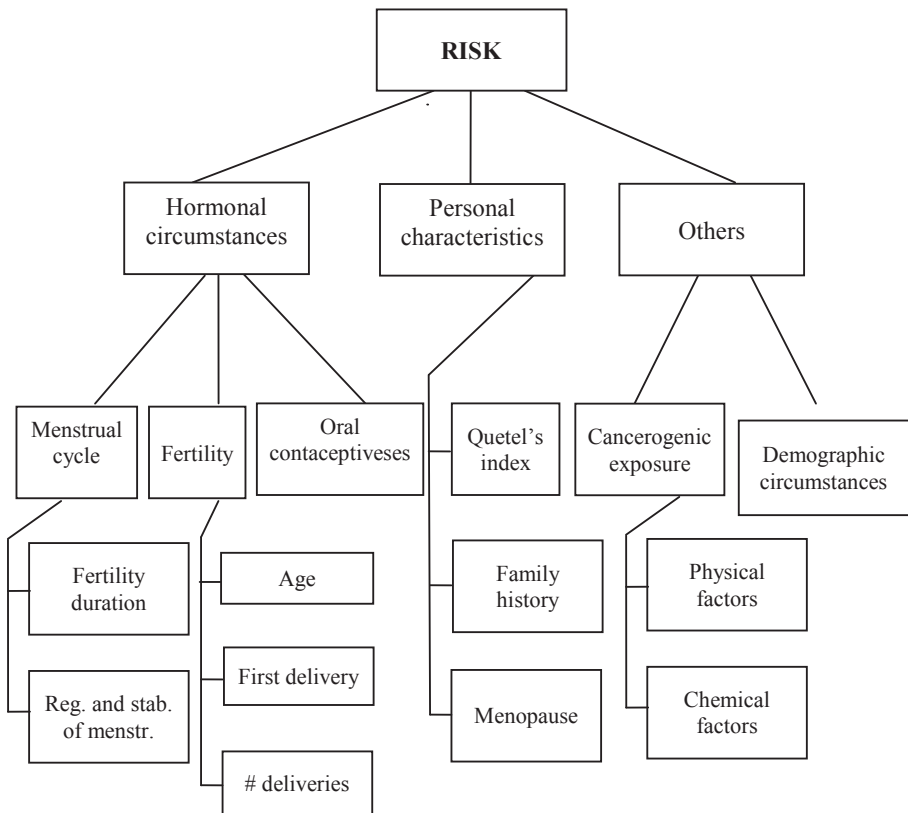 RISK
Hormonal
circumstances
Personal
characteristics
Others
Menstrual
cycle
Fertility
Oral
contaceptiveses
Quetel's
index
Cancerogenic
exposure
Demographic
circumstances
Fertility
duration
Age
Family
history
Physical
factors
Reg. and stab.
of menstr.
First delivery
Menopause
Chemical
factors
# deliveries